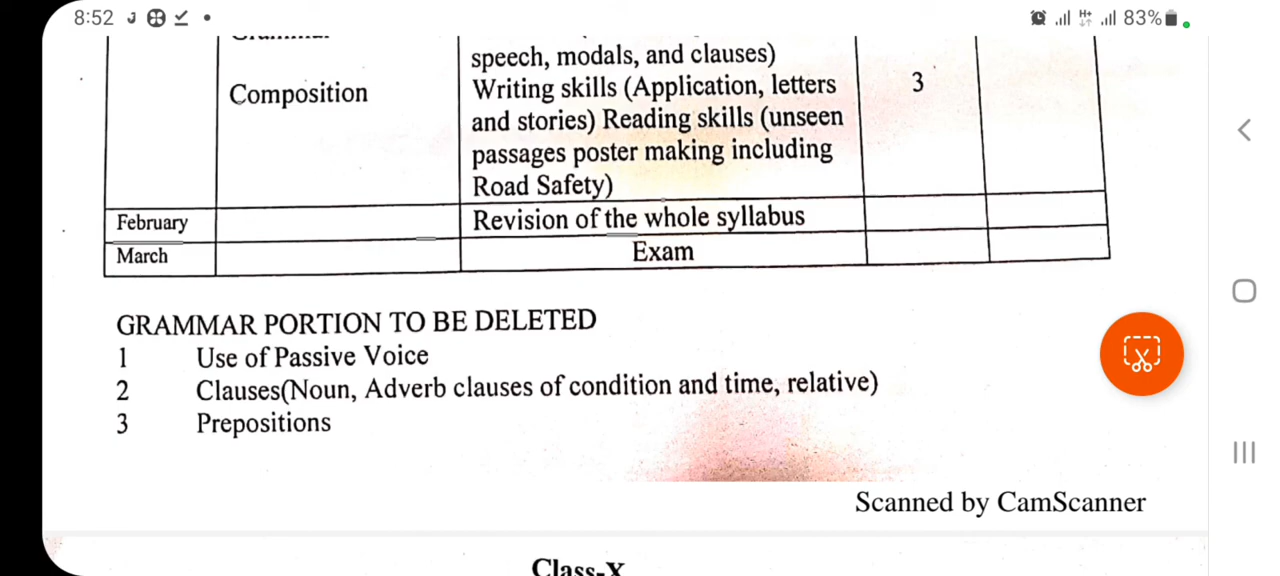 8:52
83%
speech, modals, and clauses)
Composition
Writing skills (Application, letters
3
and stories) Reading skills (unseen
passages poster making including
Road Safety)
February
Revision of the whole syllabus
March
Exam
GRAMMAR PORTION TO BE DELETED
1 Use of Passive Voice
2 Clauses(Noun, Adverb clauses of condition and time, relative)
3 Prepositions
Scanned by CamScanner
Class-X